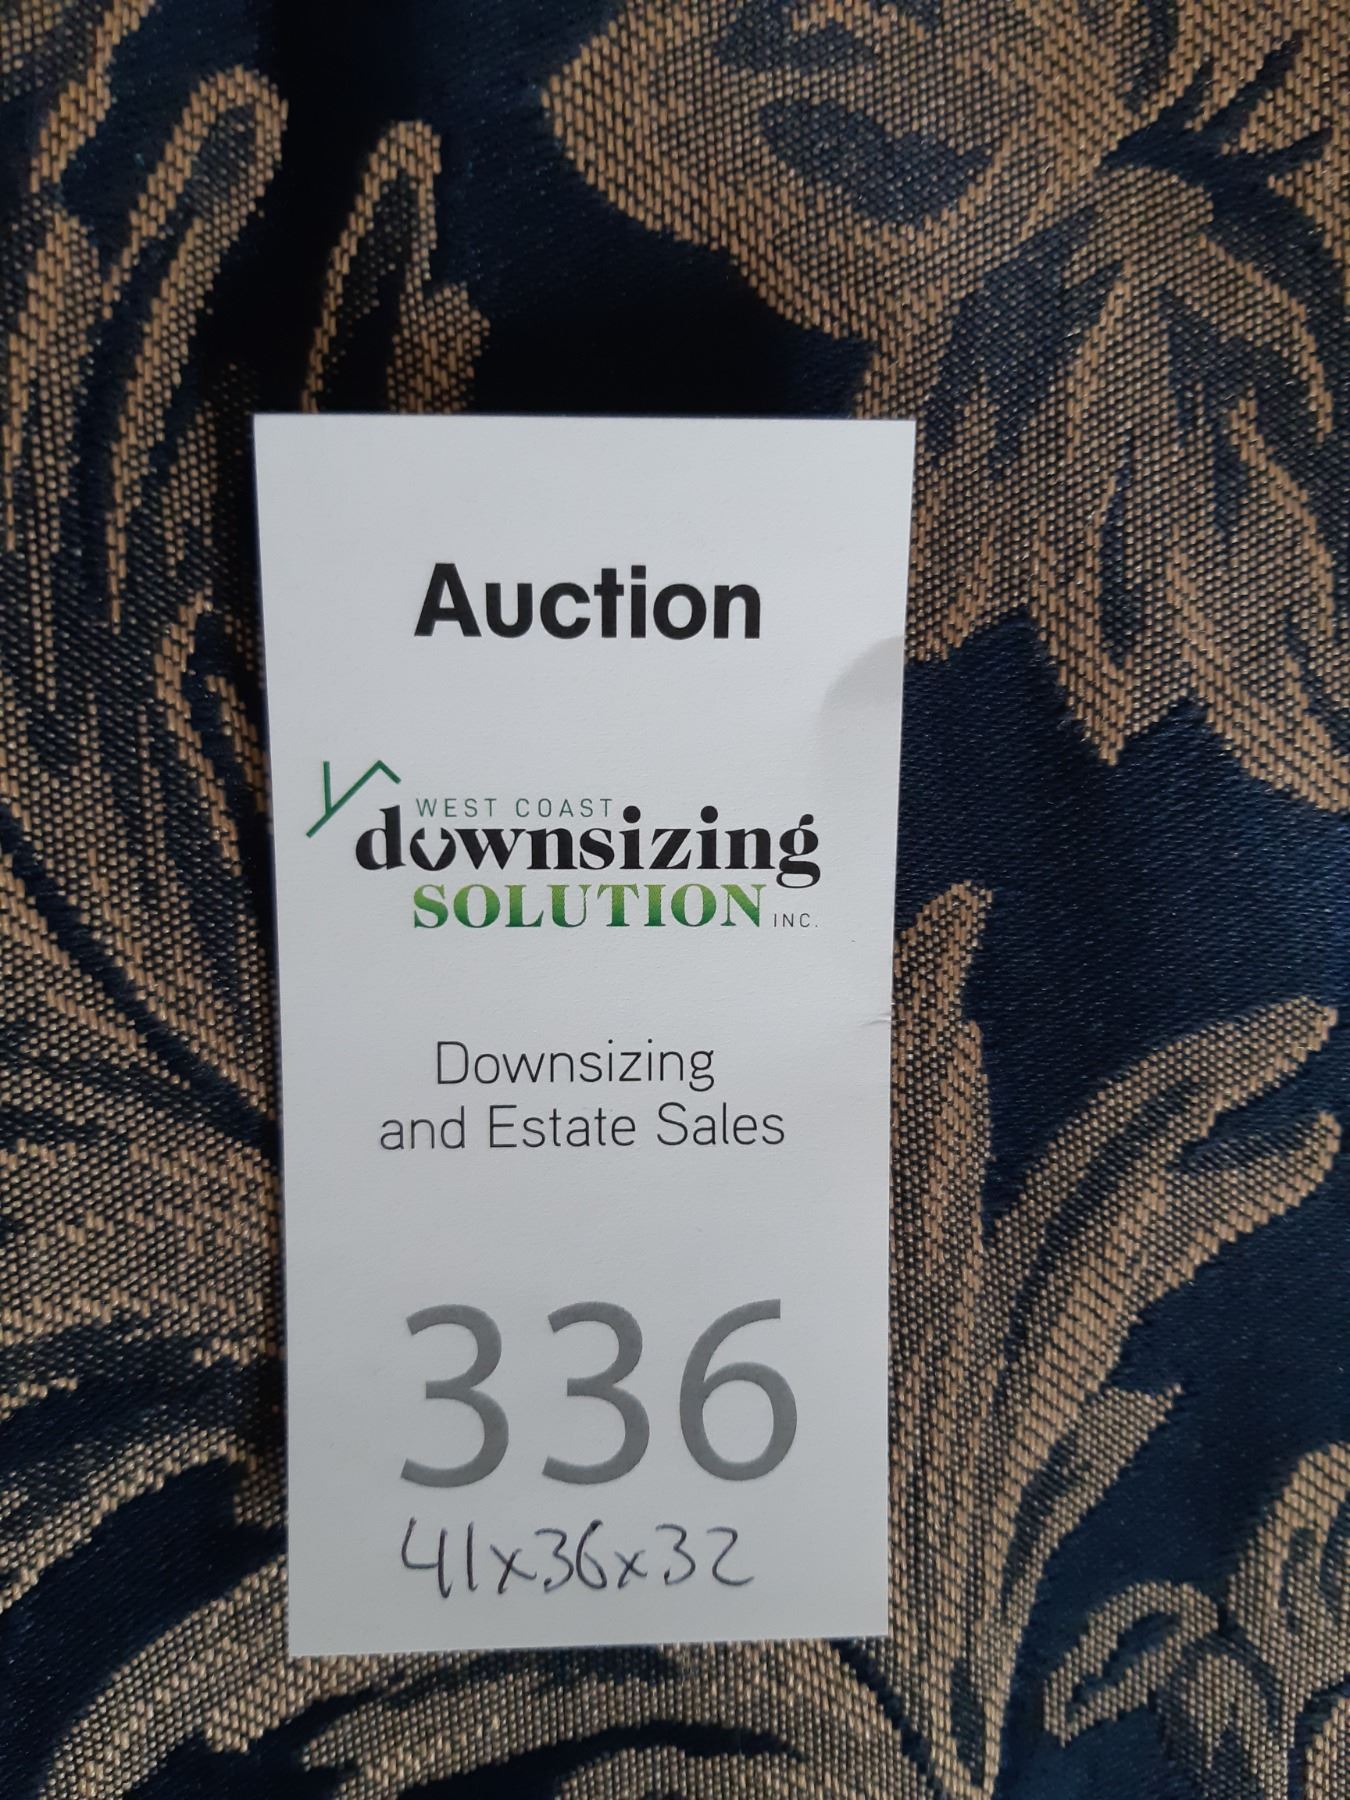 Auction
WEST COAST
downsizing
SOLUTION INC.
Downsizing
and Estate Sales
336
41x36x32